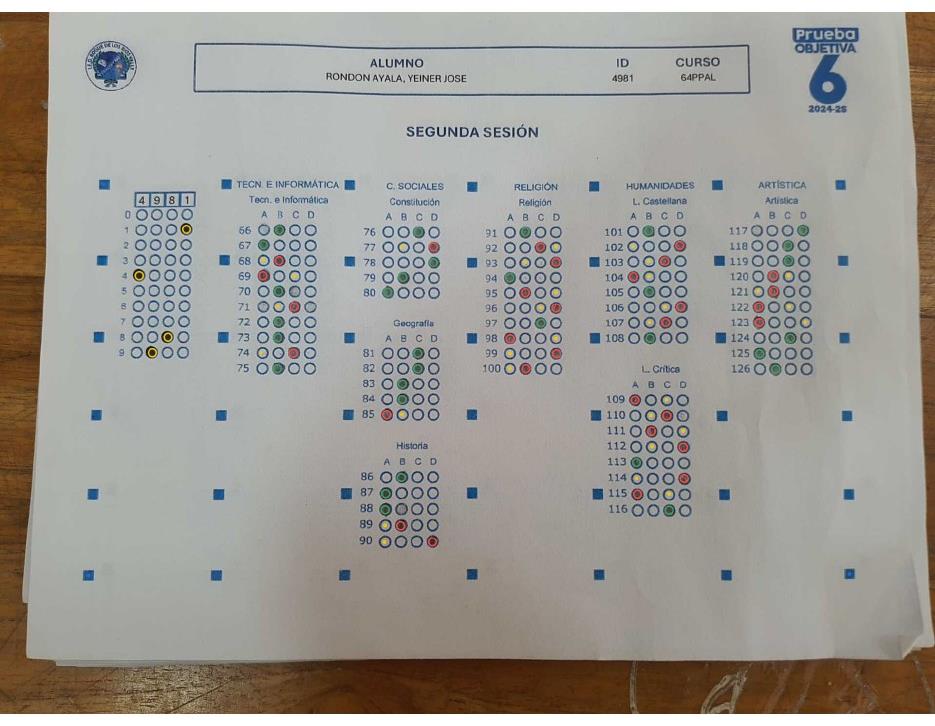 Prueba
OBJETIVA
6
2024-2S
ALUMNO ID CURSO
RONDON AYALA, YEINER JOSE 4981 64PPAL
SEGUNDA SESIÓN
4 9 8 1
0
1
2
3
4
5
6
7
8
9
TECN. E INFORMÁTICA
Tecn. e Informática
A B C D
66
67
68
69
70
71
72
73
74
75
C. SOCIALES
Constitución
A B C D
76
77
78
79
80
Geografía
A B C D
81
82
83
84
85
Historia
A B C D
86
87
88
89
90
RELIGIÓN
Religión
A B C D
91
92
93
94
95
96
97
98
99
100
HUMANIDADES
L. Castellana
A B C D
101
102
103
104
105
106
107
108
L. Crítica
A B C D
109
110
111
112
113
114
115
116
ARTÍSTICA
Artística
A B C D
117
118
119
120
121
122
123
124
125
126